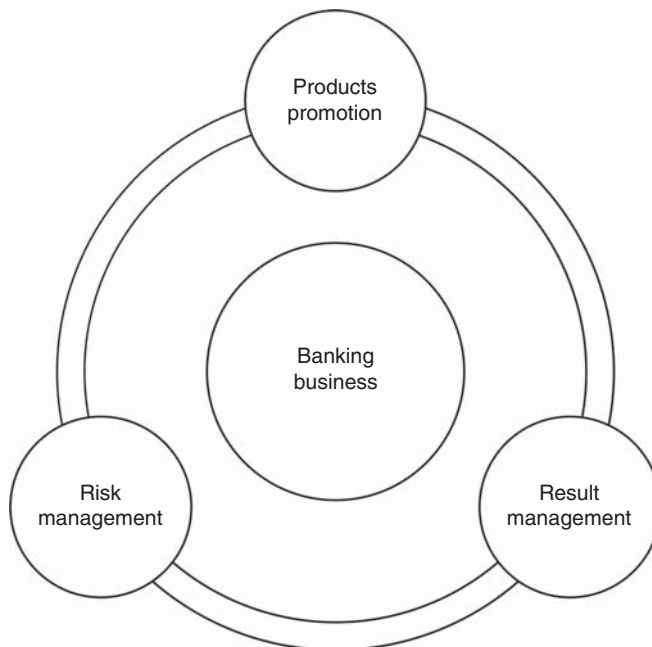 Products
promotion
Banking
business
Risk
management
Result
management